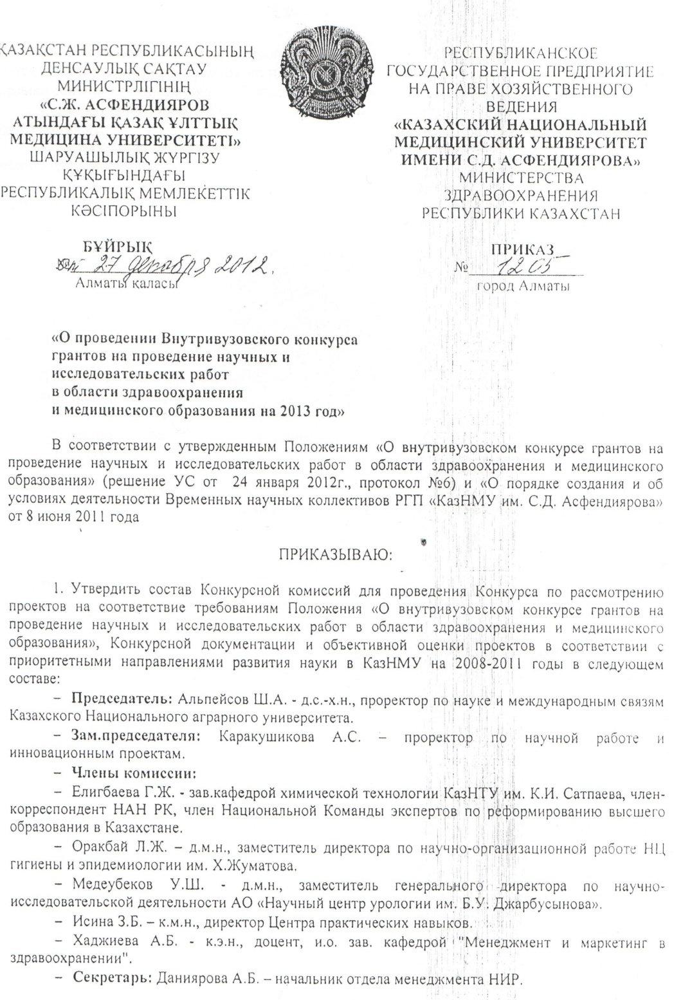 ҚАЗАҚСТАН РЕСПУБЛИКАСЫНЫҢ
ДЕНСАУЛЫҚ САҚТАУ
МИНИСТРЛІГІНІҢ
«С.Ж. АСФЕНДИЯРОВ
АТЫНДАҒЫ ҚАЗАҚ ҰЛТТЫҚ
МЕДИЦИНА УНИВЕРСИТЕТІ»
ШАРУАШЫЛЫҚ ЖҮРГІЗУ
ҚҰҚЫҒЫНДАҒЫ
РЕСПУБЛИКАЛЫҚ МЕМЛЕКЕТТІК
КӘСІПОРЫНЫ
РЕСПУБЛИКАНСКОЕ
ГОСУДАРСТВЕННОЕ ПРЕДПРИЯТИЕ
НА ПРАВЕ ХОЗЯЙСТВЕННОГО
ВЕДЕНИЯ
«КАЗАХСКИЙ НАЦИОНАЛЬНЫЙ
МЕДИЦИНСКИЙ УНИВЕРСИТЕТ
ИМЕНИ С.Д. АСФЕНДИЯРОВА»
МИНИСТЕРСТВА
ЗДРАВООХРАНЕНИЯ
РЕСПУБЛИКИ КАЗАХСТАН
БҰЙРЫҚ
от 27 декабря 2012.
Алматы қаласы
ПРИКАЗ
№ 1205
город Алматы
«О проведении Внутривузовского конкурса
грантов на проведение научных и
исследовательских работ
в области здравоохранения
и медицинского образования на 2013 год»
В соответствии с утвержденным Положениям «О внутривузовском конкурсе грантов на
проведение научных и исследовательских работ в области здравоохранения и медицинского
образования» (решение УС от 24 января 2012г., протокол №6) и «О порядке создания и об
условиях деятельности Временных научных коллективов РГП «КазНМУ им. С.Д. Асфендиярова»
от 8 июня 2011 года
ПРИКАЗЫВАЮ:
1. Утвердить состав Конкурсной комиссий для проведения Конкурса по рассмотрению
проектов на соответствие требованиям Положения «О внутривузовском конкурсе грантов на
проведение научных и исследовательских работ в области здравоохранения и медицинского
образования», Конкурсной документации и объективной оценки проектов в соответствии с
приоритетными направлениями развития науки в КазНМУ на 2008-2011 годы в следующем
составе:
– Председатель: Альпейсов Ш.А. - д.с.-х.н., проректор по науке и международным связям
Казахского Национального аграрного университета.
– Зам.председателя: Каракушикова А.С. – проректор по научной работе и
инновационным проектам.
– Члены комиссии:
– Елигбаева Г.Ж. - зав.кафедрой химической технологии КазНТУ им. К.И. Сатпаева, член-
корреспондент НАН РК, член Национальной Команды экспертов по реформированию высшего
образования в Казахстане.
– Оракбай Л.Ж. – д.м.н., заместитель директора по научно-организационной работе НЦ
гигиены и эпидемиологии им. Х.Жуматова.
– Медеубеков У.Ш. - д.м.н., заместитель генерального директора по научно-
исследовательской деятельности АО «Научный центр урологии им. Б.У. Джарбусынова».
– Исина З.Б. – к.м.н., директор Центра практических навыков.
– Хаджиева А.Б. - к.э.н., доцент, и.о. зав. кафедрой "Менеджмент и маркетинг в
здравоохранении".
– Секретарь: Даниярова А.Б. – начальник отдела менеджмента НИР.